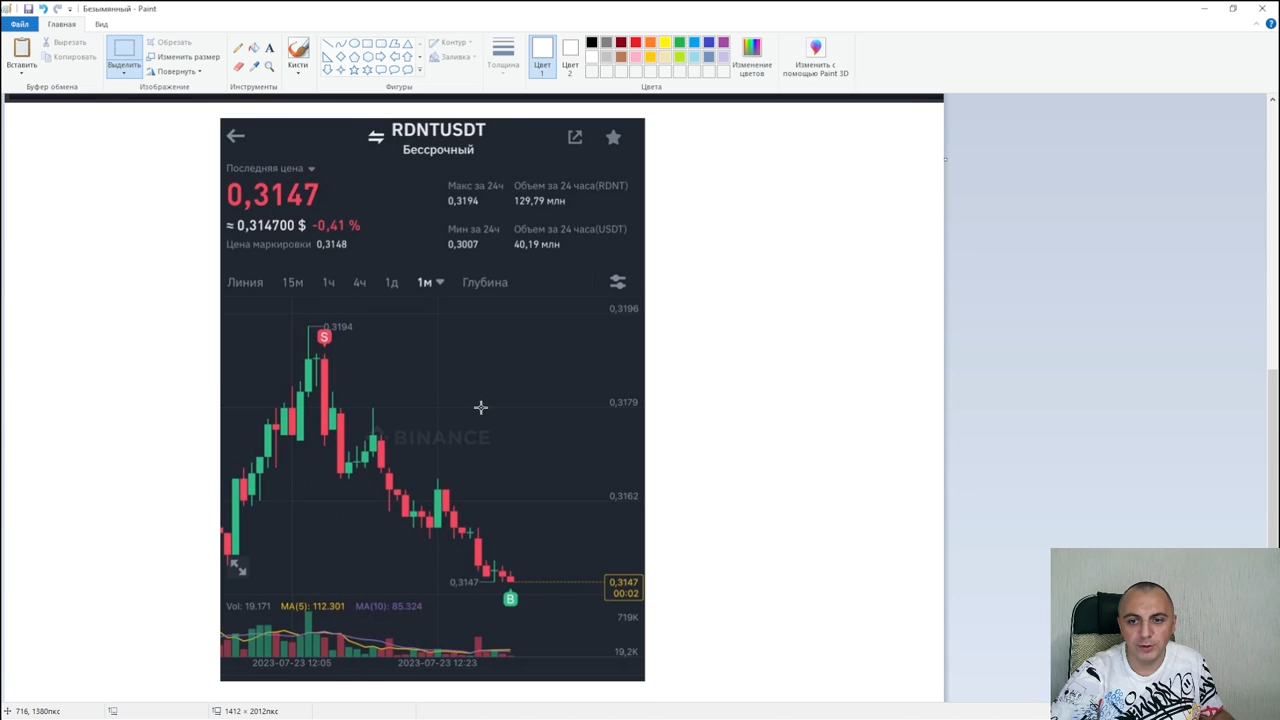 Безымянный - Paint
Файл Главная Вид
Вставить
Вырезать
Копировать
Буфер обмена
Выделить
Обрезать
Изменить размер
Повернуть
Изображение
A
Инструменты
Кисти
Контур
Заливка
Фигуры
Толщина
Цвет 1
Цвет 2
Изменение цветов
Цвета
Изменить с помощью Paint 3D
RDNTUSDT
Бессрочный
Последняя цена
0,3147
≈ 0,314700 $ -0,41 %
Цена маркировки 0,3148
Макс за 24ч Объем за 24 часа(RDNT)
0,3194 129,79 млн
Мин за 24ч Объем за 24 часа(USDT)
0,3007 40,19 млн
Линия 15м 1ч 4ч 1д 1м Глубина
0,3196
0,3194
S
0,3179
BINANCE
0,3162
0,3147
0,3147
00:02
B
Vol: 19.171 MA(5): 112.301 MA(10): 85.324
719K
19,2K
2023-07-23 12:05 2023-07-23 12:23
716, 1380пкс 1412 × 2012пкс